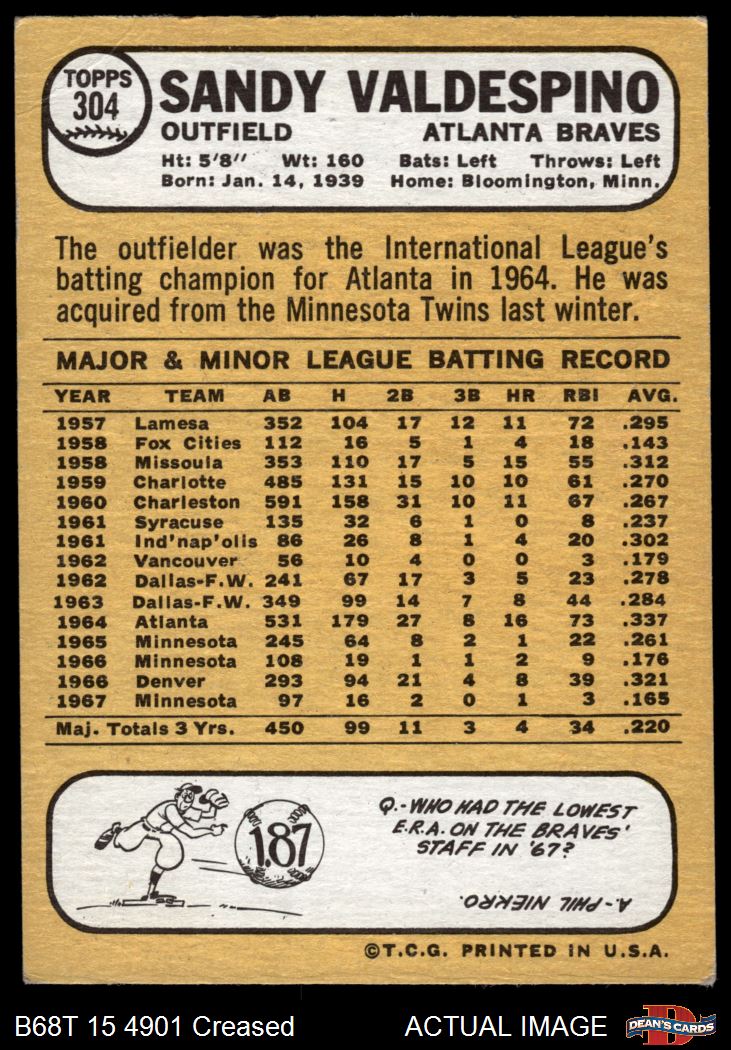 TOPPS
304
SANDY VALDESPINO
OUTFIELD ATLANTA BRAVES
Ht: 5'8" Wt: 160 Bats: Left Throws: Left
Born: Jan. 14, 1939 Home: Bloomington, Minn.
The outfielder was the International League's
batting champion for Atlanta in 1964. He was
acquired from the Minnesota Twins last winter.
MAJOR & MINOR LEAGUE BATTING RECORD
YEAR TEAM AB H 2B 3B HR RBI AVG.
1957 Lamesa 352 104 17 12 11 72 .295
1958 Fox Cities 112 16 5 1 4 18 .143
1958 Missoula 353 110 17 5 15 55 .312
1959 Charlotte 485 131 15 10 10 61 .270
1960 Charleston 591 158 31 10 11 67 .267
1961 Syracuse 135 32 6 1 0 8 .237
1961 Ind'nap'olis 86 26 8 1 4 20 .302
1962 Vancouver 56 10 4 0 0 3 .179
1962 Dallas-F.W. 241 67 17 3 5 23 .278
1963 Dallas-F.W. 349 99 14 7 8 44 .284
1964 Atlanta 531 179 27 8 16 73 .337
1965 Minnesota 245 64 8 2 1 22 .261
1966 Minnesota 108 19 1 1 2 9 .176
1966 Denver 293 94 21 4 8 39 .321
1967 Minnesota 97 16 2 0 1 3 .165
Maj. Totals 3 Yrs. 450 99 11 3 4 34 .220
1.87
Q.-WHO HAD THE LOWEST
E.R.A. ON THE BRAVES'
STAFF IN '67?
A-PHIL NIEKRO.
©T.C.G. PRINTED IN U.S.A.
B68T 15 4901 Creased ACTUAL IMAGE
D
DEAN'S CARDS